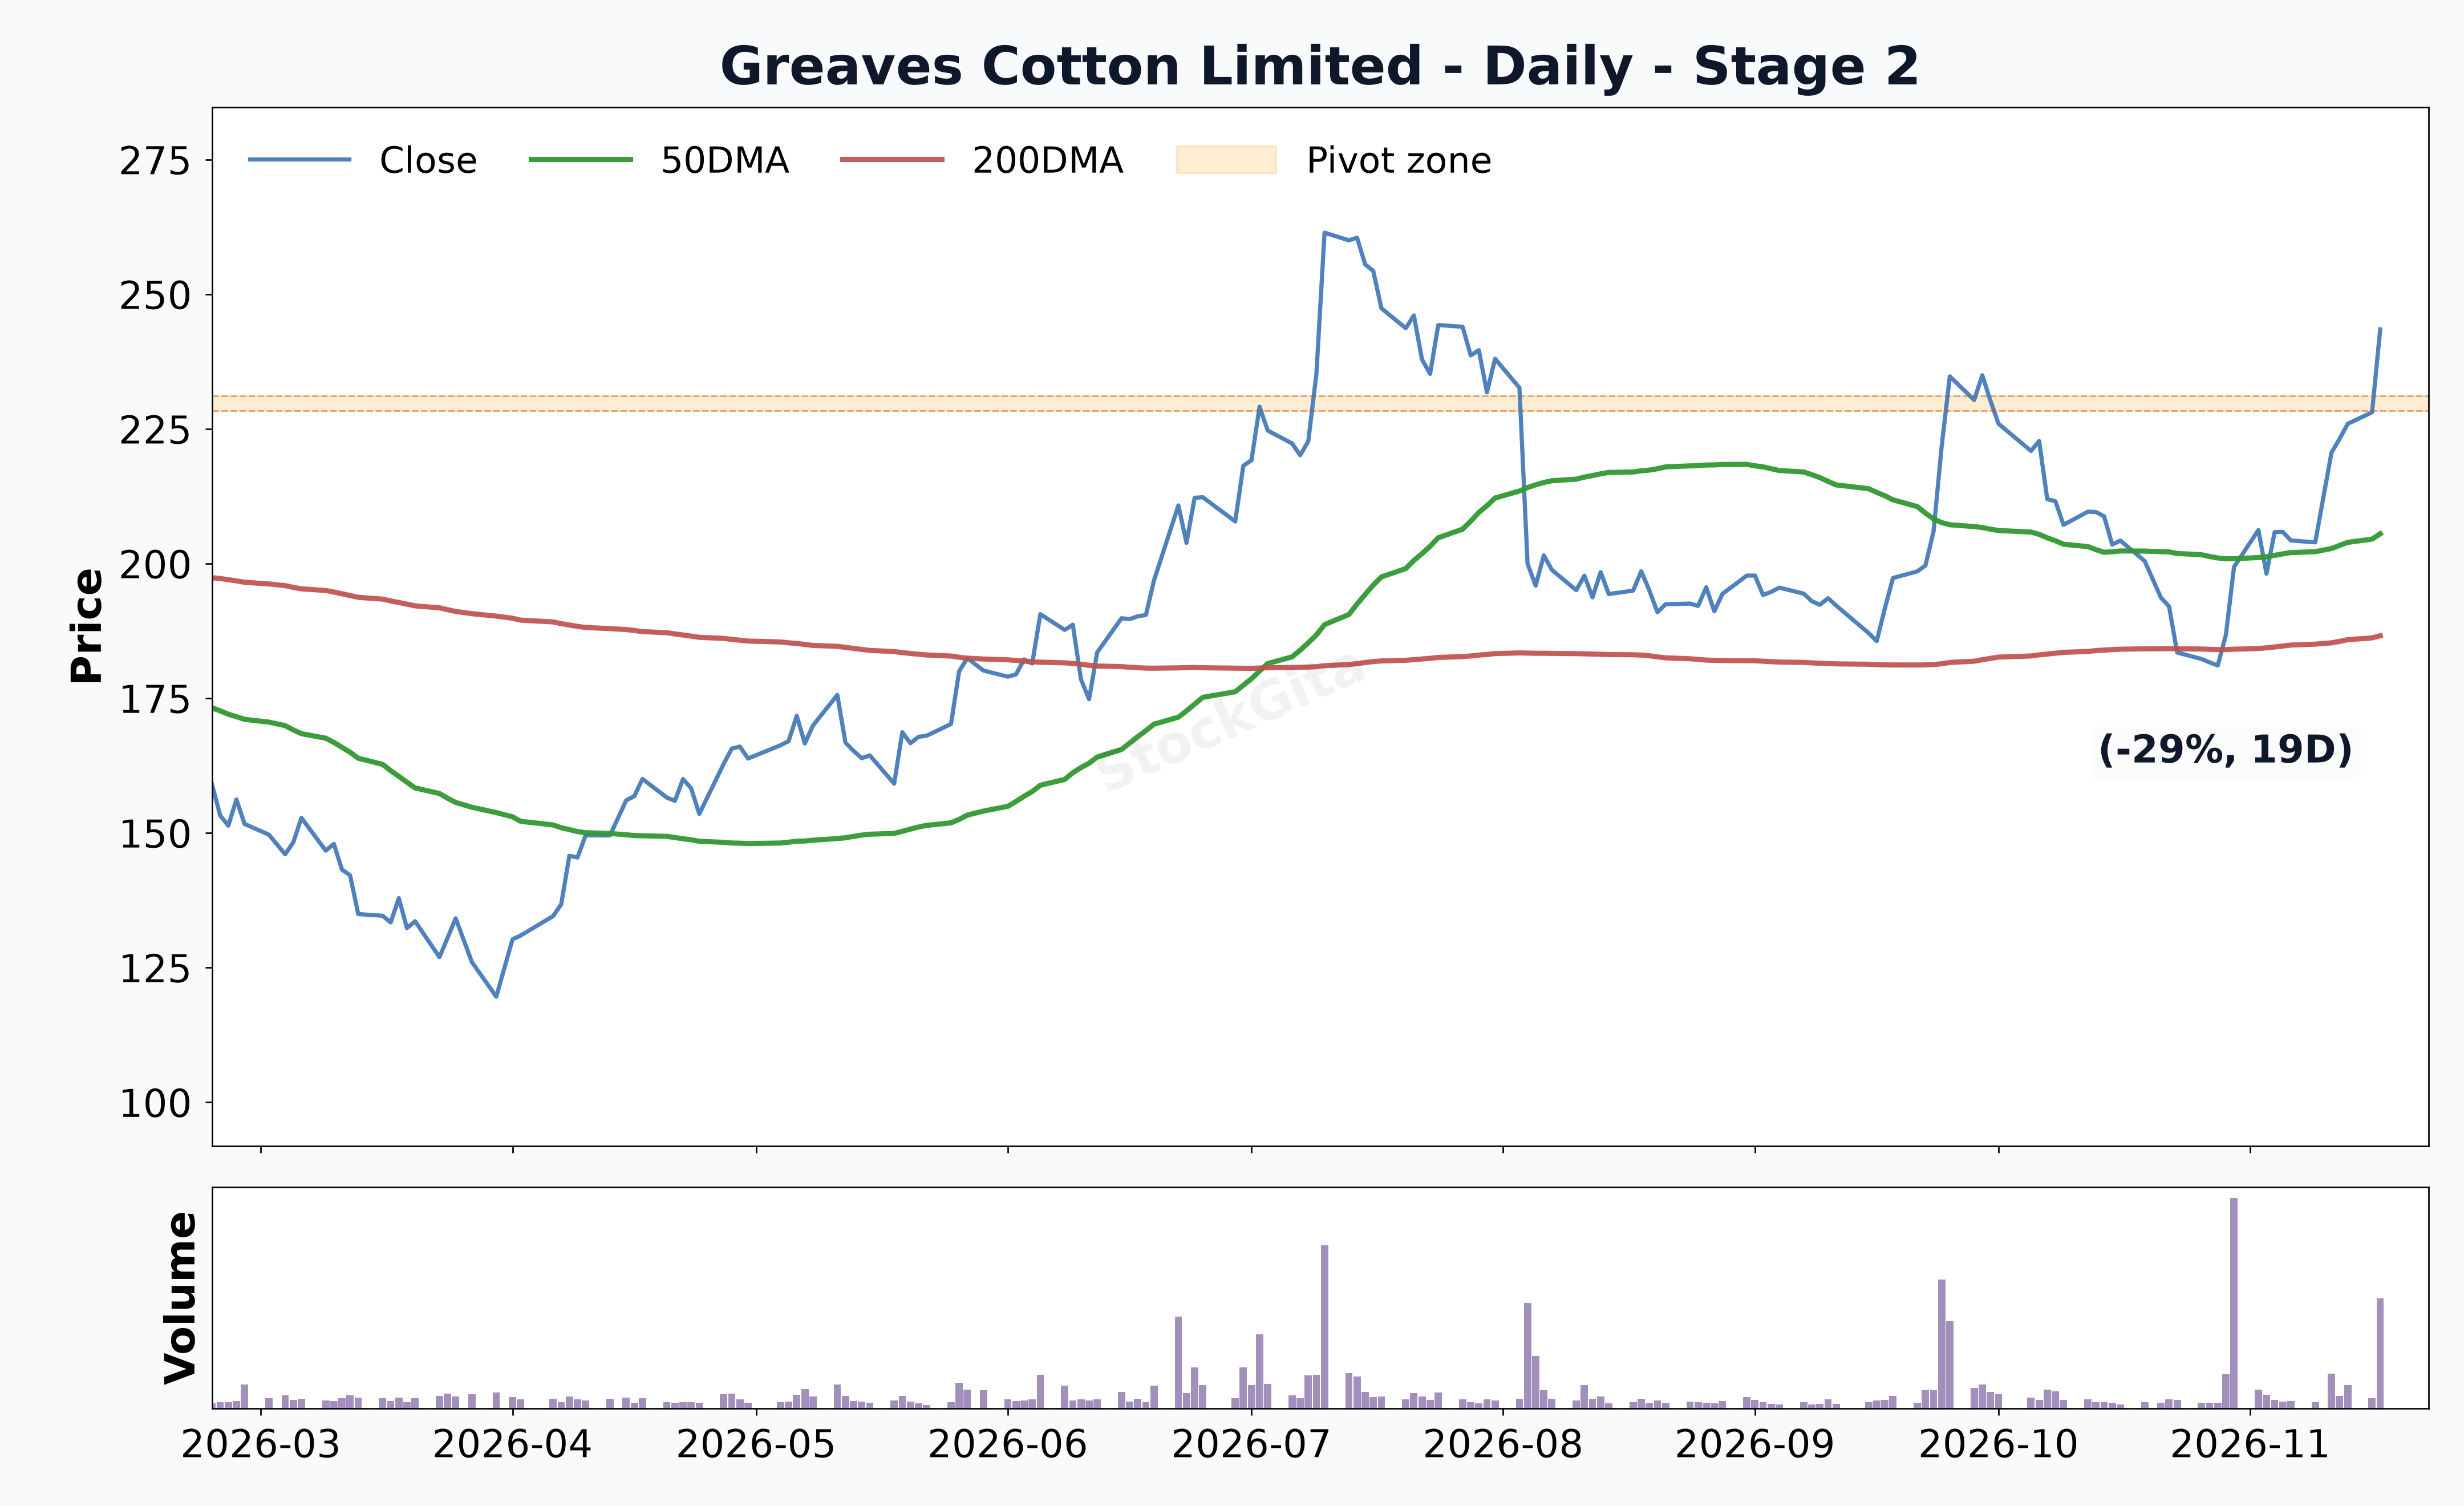 Greaves Cotton Limited - Daily - Stage 2
Close 50DMA 200DMA Pivot zone
275
250
225
200
175
150
125
100
Price
StockGita
(-29%, 19D)
Volume
2026-03 2026-04 2026-05 2026-06 2026-07 2026-08 2026-09 2026-10 2026-11